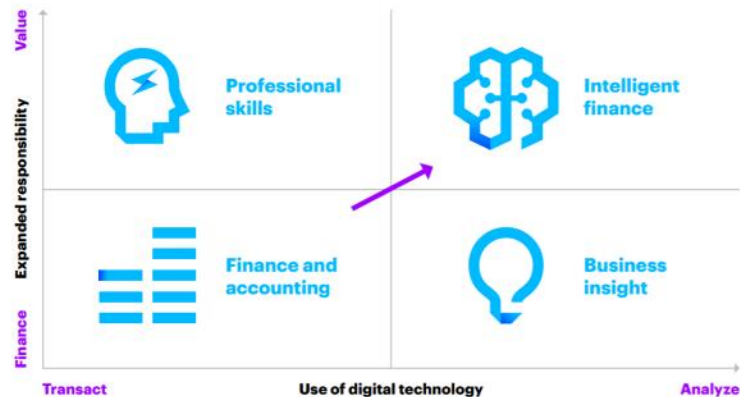 Value
Expanded responsibility
Finance
Professional
skills
Intelligent
finance
Finance and
accounting
Business
insight
Transact
Use of digital technology
Analyze